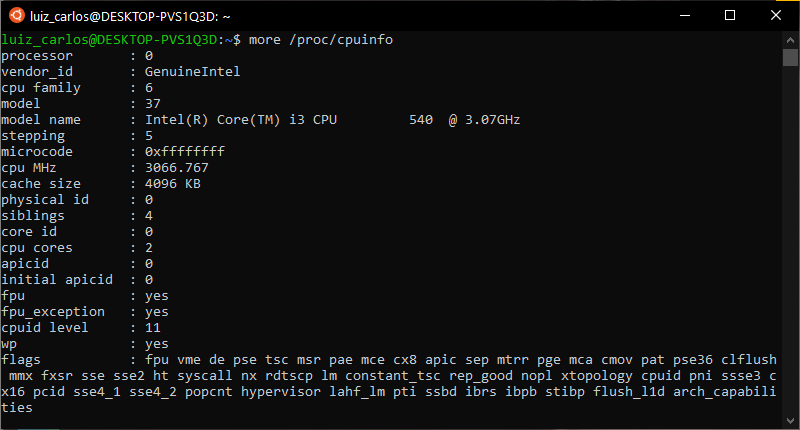 luiz_carlos@DESKTOP-PVS1Q3D: ~
luiz_carlos@DESKTOP-PVS1Q3D:~$ more /proc/cpuinfo
processor       : 0
vendor_id       : GenuineIntel
cpu family      : 6
model           : 37
model name      : Intel(R) Core(TM) i3 CPU         540  @ 3.07GHz
stepping        : 5
microcode       : 0xffffffff
cpu MHz         : 3066.767
cache size      : 4096 KB
physical id     : 0
siblings        : 4
core id         : 0
cpu cores       : 2
apicid          : 0
initial apicid  : 0
fpu             : yes
fpu_exception   : yes
cpuid level     : 11
wp              : yes
flags           : fpu vme de pse tsc msr pae mce cx8 apic sep mtrr pge mca cmov pat pse36 clflush
 mmx fxsr sse sse2 ht syscall nx rdtscp lm constant_tsc rep_good nopl xtopology cpuid pni ssse3 c
x16 pcid sse4_1 sse4_2 popcnt hypervisor lahf_lm pti ssbd ibrs ibpb stibp flush_l1d arch_capabili
ties